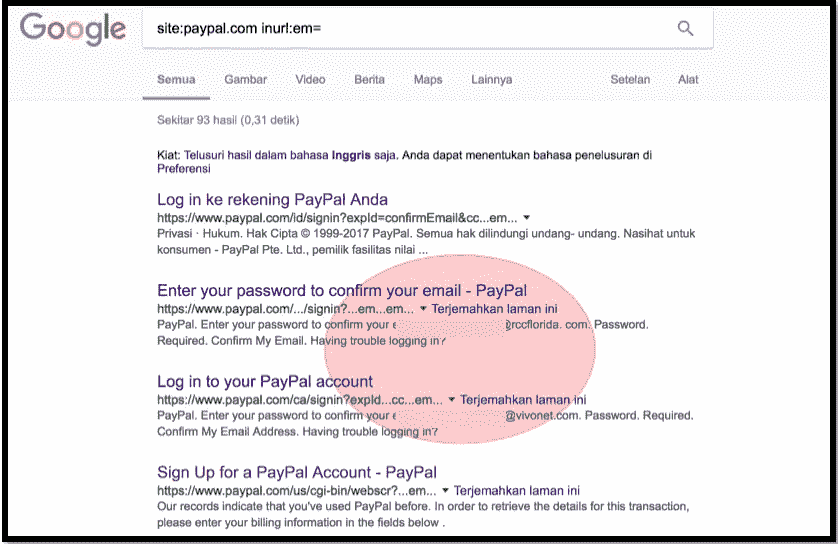 Google
site:paypal.com inurl:em=
Semua Gambar Video Berita Maps Lainnya Setelan Alat
Sekitar 93 hasil (0,31 detik)
Kiat: Telusuri hasil dalam bahasa Inggris saja. Anda dapat menentukan bahasa penelusuran di
Preferensi
Log in ke rekening PayPal Anda
https://www.paypal.com/id/signin?expId=confirmEmail&cc...em...
Privasi · Hukum. Hak Cipta © 1999-2017 PayPal. Semua hak dilindungi undang- undang. Nasihat untuk
konsumen - PayPal Pte. Ltd., pemilik fasilitas nilai ...
Enter your password to confirm your email - PayPal
https://www.paypal.com/.../signin?...em...em... Terjemahkan laman ini
PayPal. Enter your password to confirm your e @rccflorida. com. Password.
Required. Confirm My Email. Having trouble logging in?
Log in to your PayPal account
https://www.paypal.com/ca/signin?expId...cc...em... Terjemahkan laman ini
PayPal. Enter your password to confirm your e @vivonet.com. Password. Required.
Confirm My Email Address. Having trouble logging in?
Sign Up for a PayPal Account - PayPal
https://www.paypal.com/us/cgi-bin/webscr?...em... Terjemahkan laman ini
Our records indicate that you've used PayPal before. In order to retrieve the details for this transaction,
please enter your billing information in the fields below .